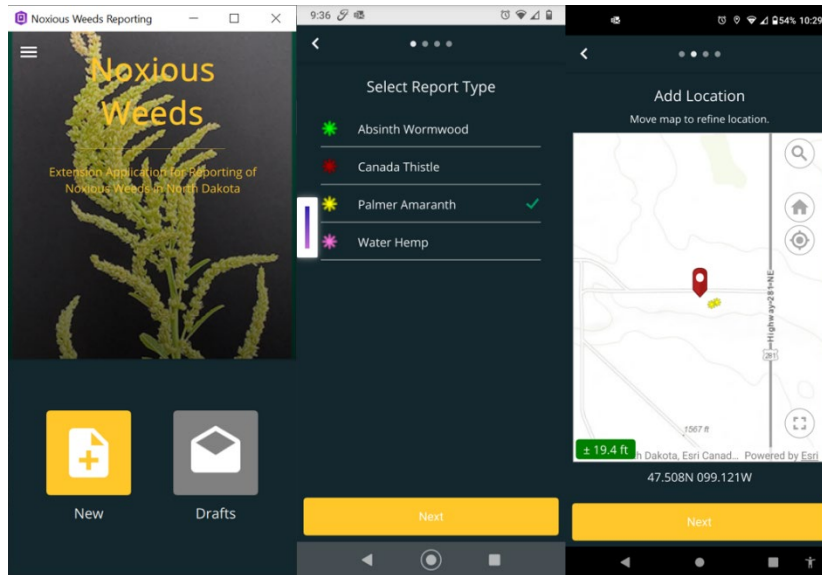 Noxious Weeds Reporting
Noxious
Weeds
Extension Application for Reporting of
Noxious Weeds in North Dakota
New
Drafts
9:36
Select Report Type
Absinth Wormwood
Canada Thistle
Palmer Amaranth
Water Hemp
Next
54% 10:29
Add Location
Move map to refine location.
Highway-281-NE
281
1567 ft
± 19.4 ft
h Dakota, Esri Canad... Powered by Esri
47.508N 099.121W
Next